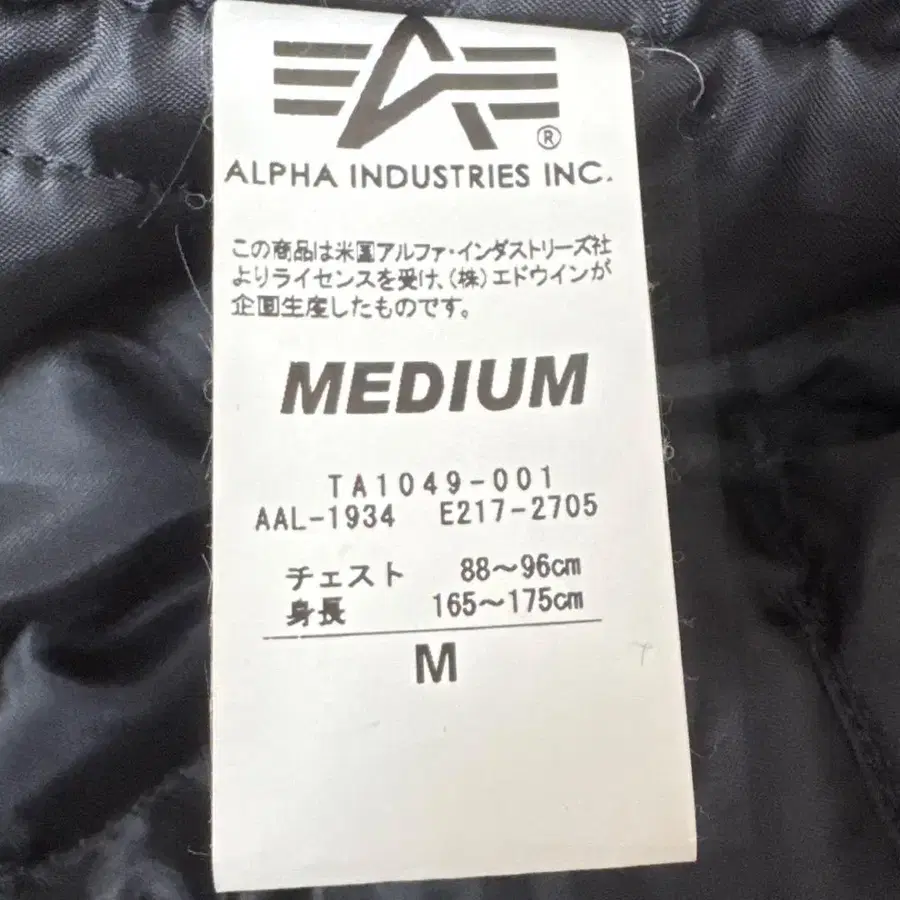 ALPHA INDUSTRIES INC.
この商品は米国アルファ・インダストリーズ社
よりライセンスを受け、(株)エドウインが
企画生産したものです。
MEDIUM
TA1049-001
AAL-1934 E217-2705
チェスト 88～96cm
身長 165～175cm
M